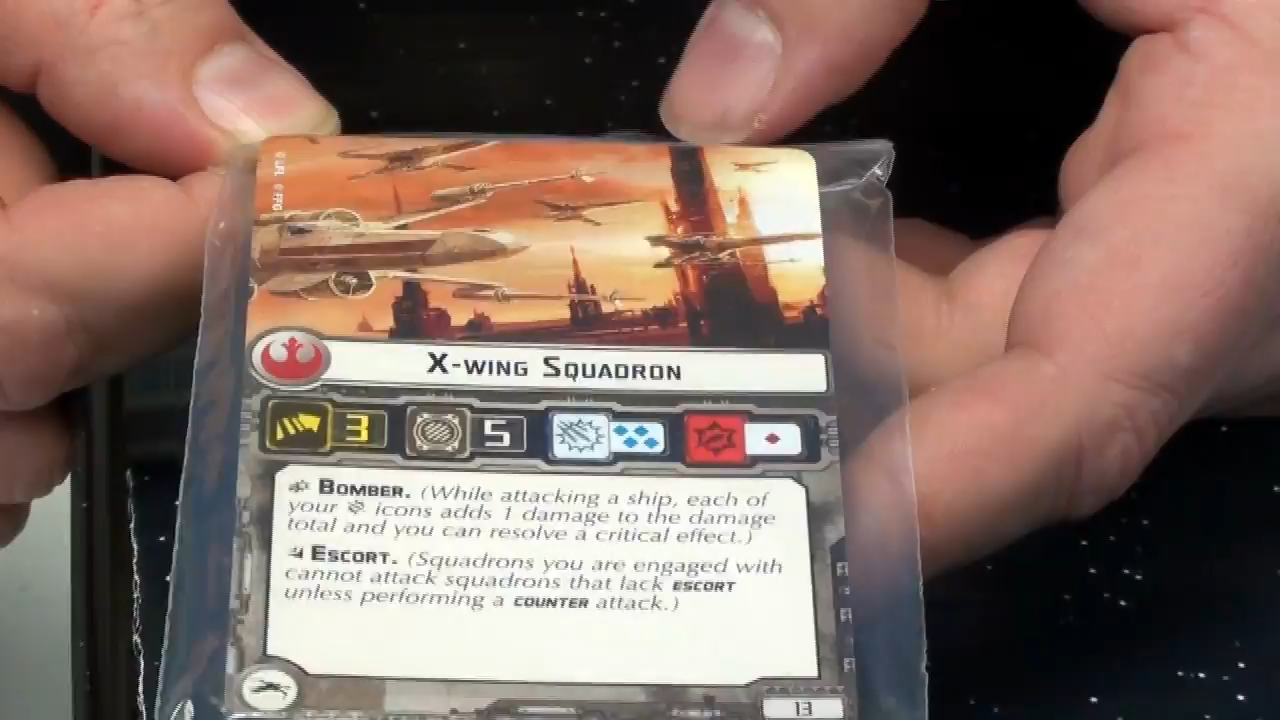 © LFL © FFG
X-WING SQUADRON
3 5
BOMBER. (While attacking a ship, each of
your icons adds 1 damage to the damage
total and you can resolve a critical effect.)
ESCORT. (Squadrons you are engaged with
cannot attack squadrons that lack ESCORT
unless performing a COUNTER attack.)
13